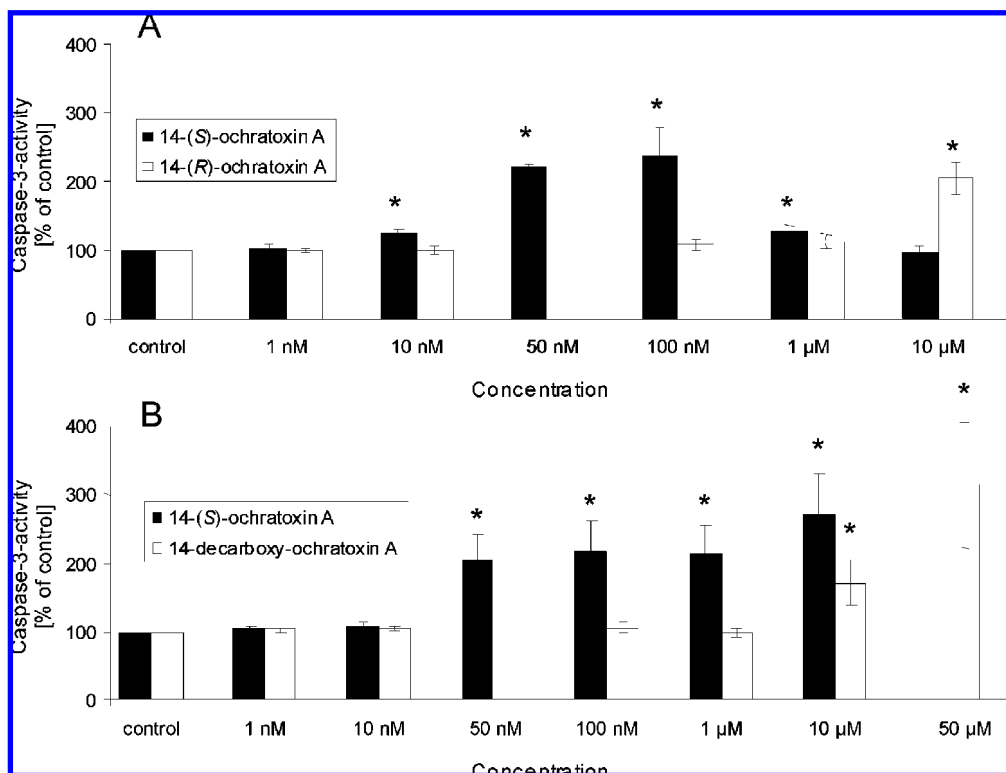 A
400
300
200
100
0
Caspase-3-activity
[% of control]
14-(S)-ochratoxin A
14-(R)-ochratoxin A
*
*
*
*
*
control 1 nM 10 nM 50 nM 100 nM 1 µM 10 µM
Concentration
B
400
300
200
100
0
Caspase-3-activity
[% of control]
14-(S)-ochratoxin A
14-decarboxy-ochratoxin A
*
*
*
*
*
*
control 1 nM 10 nM 50 nM 100 nM 1 µM 10 µM 50 µM
Concentration